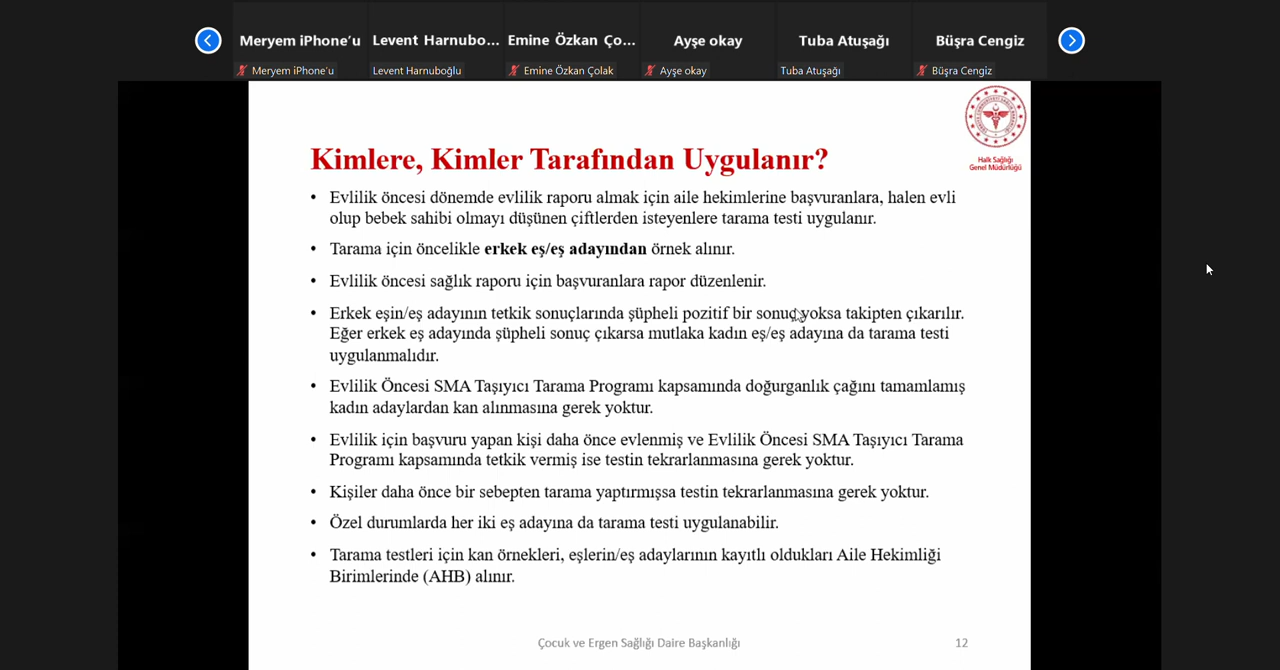 Meryem iPhone'u
Levent Harnubo...
Emine Özkan Ço...
Ayşe okay
Tuba Atuşağı
Büşra Cengiz
Meryem iPhone'u
Levent Harnuboğlu
Emine Özkan Çolak
Ayşe okay
Tuba Atuşağı
Büşra Cengiz
Halk Sağlığı
Genel Müdürlüğü
Kimlere, Kimler Tarafından Uygulanır?
• Evlilik öncesi dönemde evlilik raporu almak için aile hekimlerine başvuranlara, halen evli
olup bebek sahibi olmayı düşünen çiftlerden isteyenlere tarama testi uygulanır.
• Tarama için öncelikle erkek eş/eş adayından örnek alınır.
• Evlilik öncesi sağlık raporu için başvuranlara rapor düzenlenir.
• Erkek eşin/eş adayının tetkik sonuçlarında şüpheli pozitif bir sonuç yoksa takipten çıkarılır.
Eğer erkek eş adayında şüpheli sonuç çıkarsa mutlaka kadın eş/eş adayına da tarama testi
uygulanmalıdır.
• Evlilik Öncesi SMA Taşıyıcı Tarama Programı kapsamında doğurganlık çağını tamamlamış
kadın adaylardan kan alınmasına gerek yoktur.
• Evlilik için başvuru yapan kişi daha önce evlenmiş ve Evlilik Öncesi SMA Taşıyıcı Tarama
Programı kapsamında tetkik vermiş ise testin tekrarlanmasına gerek yoktur.
• Kişiler daha önce bir sebepten tarama yaptırmışsa testin tekrarlanmasına gerek yoktur.
• Özel durumlarda her iki eş adayına da tarama testi uygulanabilir.
• Tarama testleri için kan örnekleri, eşlerin/eş adaylarının kayıtlı oldukları Aile Hekimliği
Birimlerinde (AHB) alınır.
Çocuk ve Ergen Sağlığı Daire Başkanlığı
12